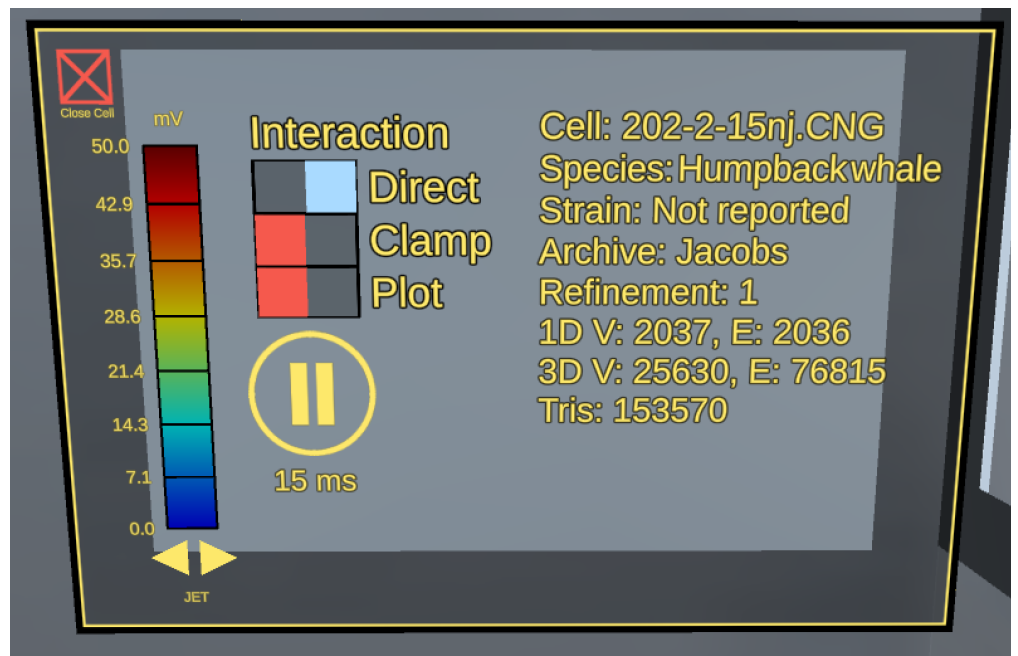 Close Cell
mV
50.0
42.9
35.7
28.6
21.4
14.3
7.1
0.0
JET
Interaction
Direct
Clamp
Plot
15 ms
Cell: 202-2-15nj.CNG
Species: Humpback whale
Strain: Not reported
Archive: Jacobs
Refinement: 1
1D V: 2037, E: 2036
3D V: 25630, E: 76815
Tris: 153570